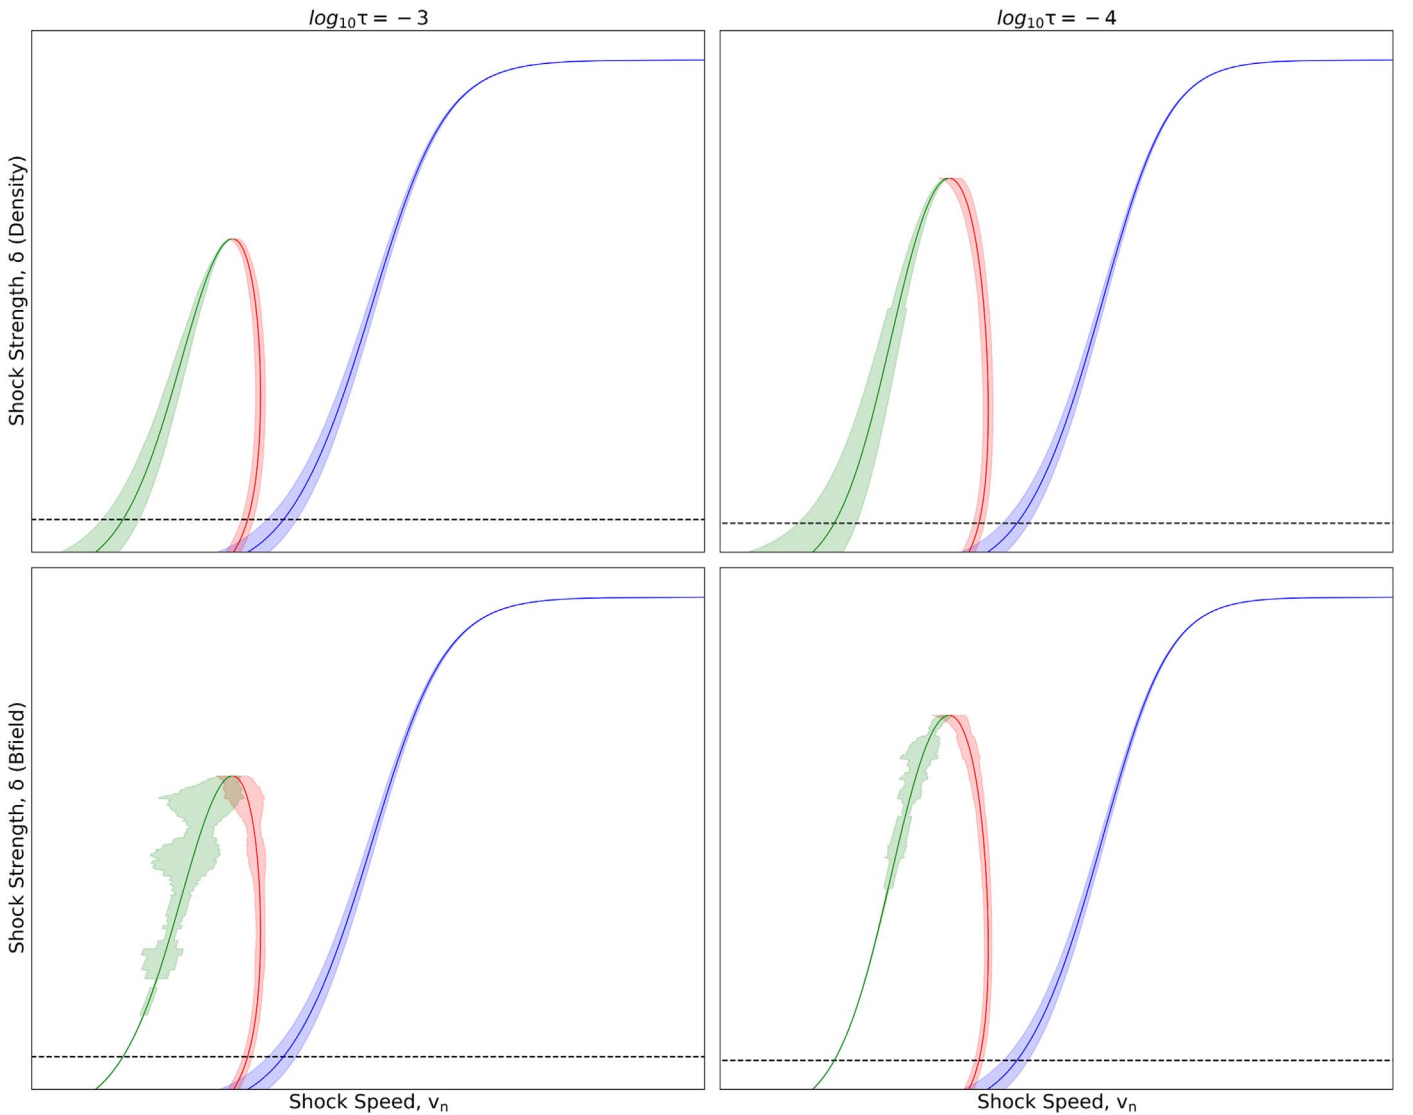 log₁₀τ = −3
log₁₀τ = −4
Shock Strength, δ (Density)
Shock Strength, δ (Bfield)
Shock Speed, vₙ
Shock Speed, vₙ